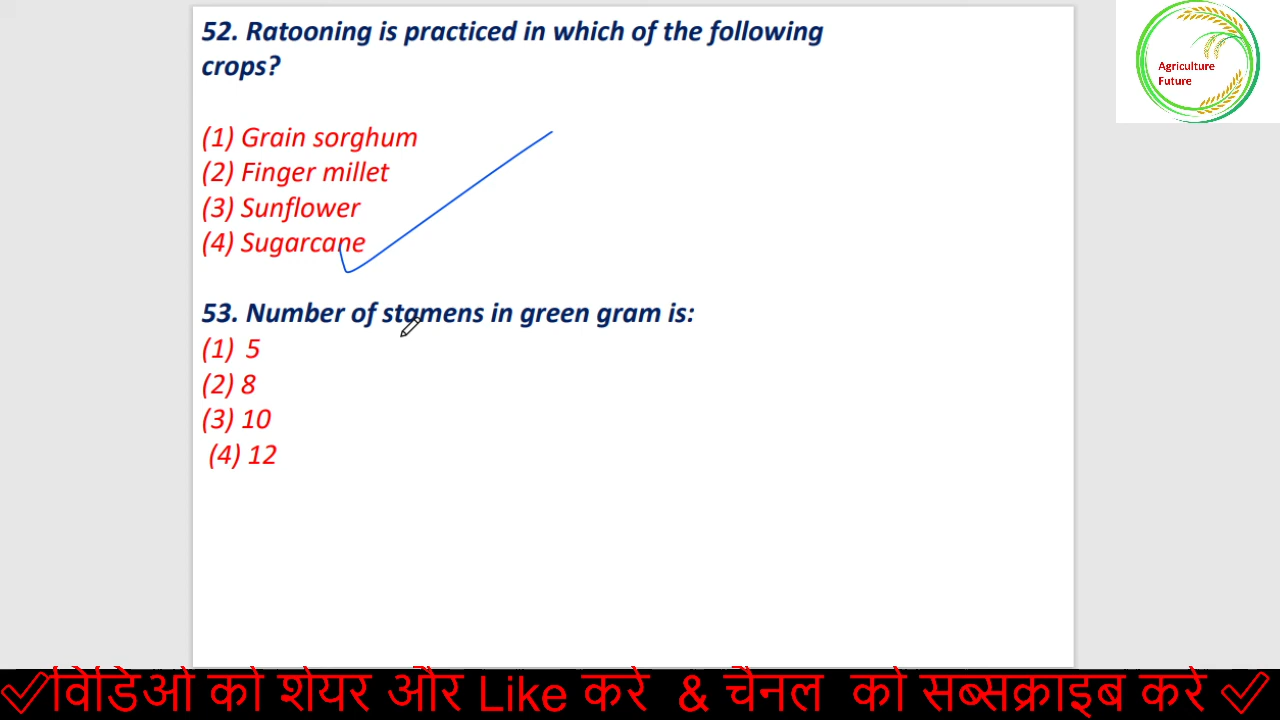 52. Ratooning is practiced in which of the following
crops?
Agriculture
Future
(1) Grain sorghum
(2) Finger millet
(3) Sunflower
(4) Sugarcane
53. Number of stamens in green gram is:
(1) 5
(2) 8
(3) 10
(4) 12
✓विडिओ को शेयर और Like करे & चैनल को सब्सक्राइब करे ✓